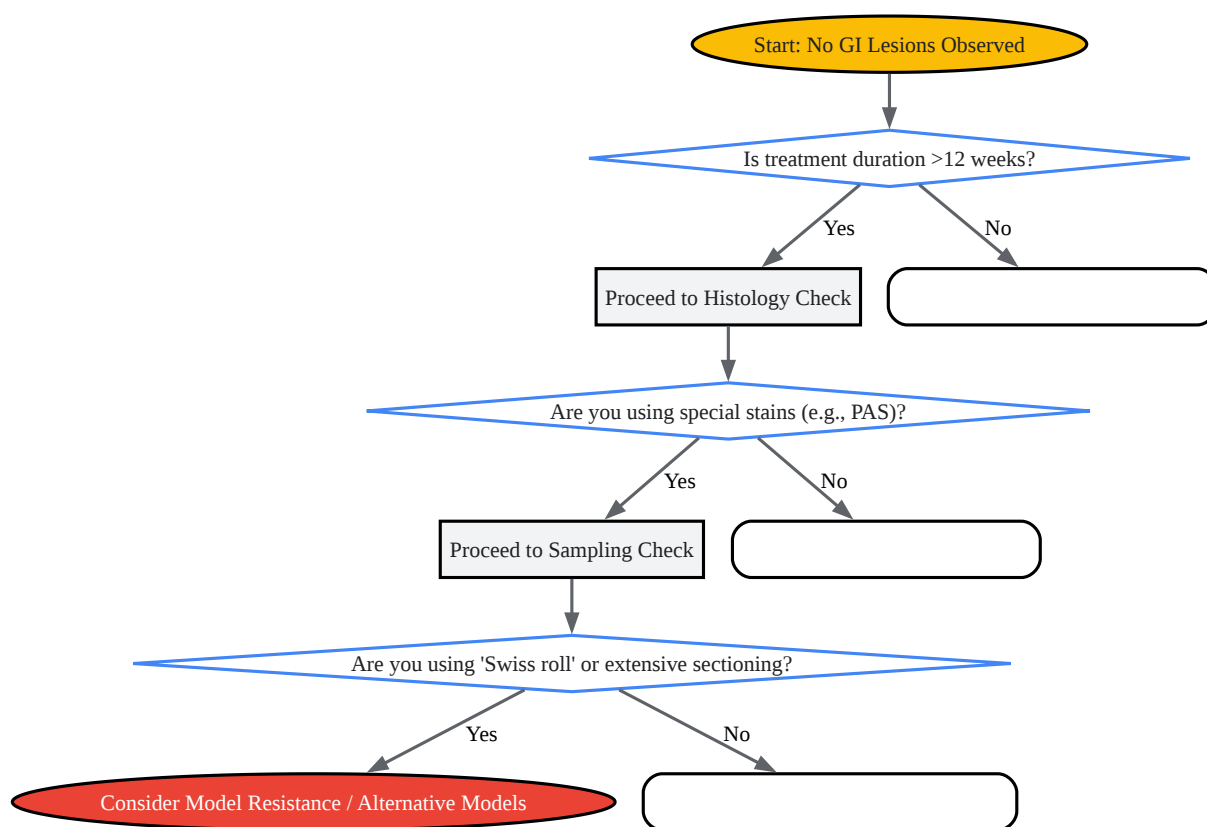 Start: No GI Lesions Observed
Is treatment duration >12 weeks?
Yes
No
Proceed to Histology Check
Are you using special stains (e.g., PAS)?
Yes
No
Proceed to Sampling Check
Are you using 'Swiss roll' or extensive sectioning?
Yes
No
Consider Model Resistance / Alternative Models